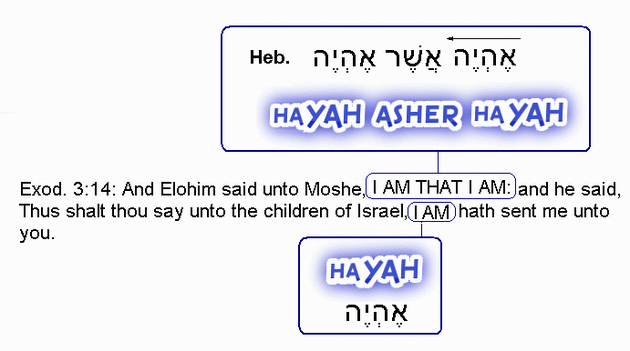 Heb. אֶהְיֶה אֲשֶׁר אֶהְיֶה
HAYAH ASHER HAYAH
Exod. 3:14: And Elohim said unto Moshe, I AM THAT I AM: and he said,
Thus shalt thou say unto the children of Israel, I AM hath sent me unto
you.
HAYAH
אֶהְיֶה